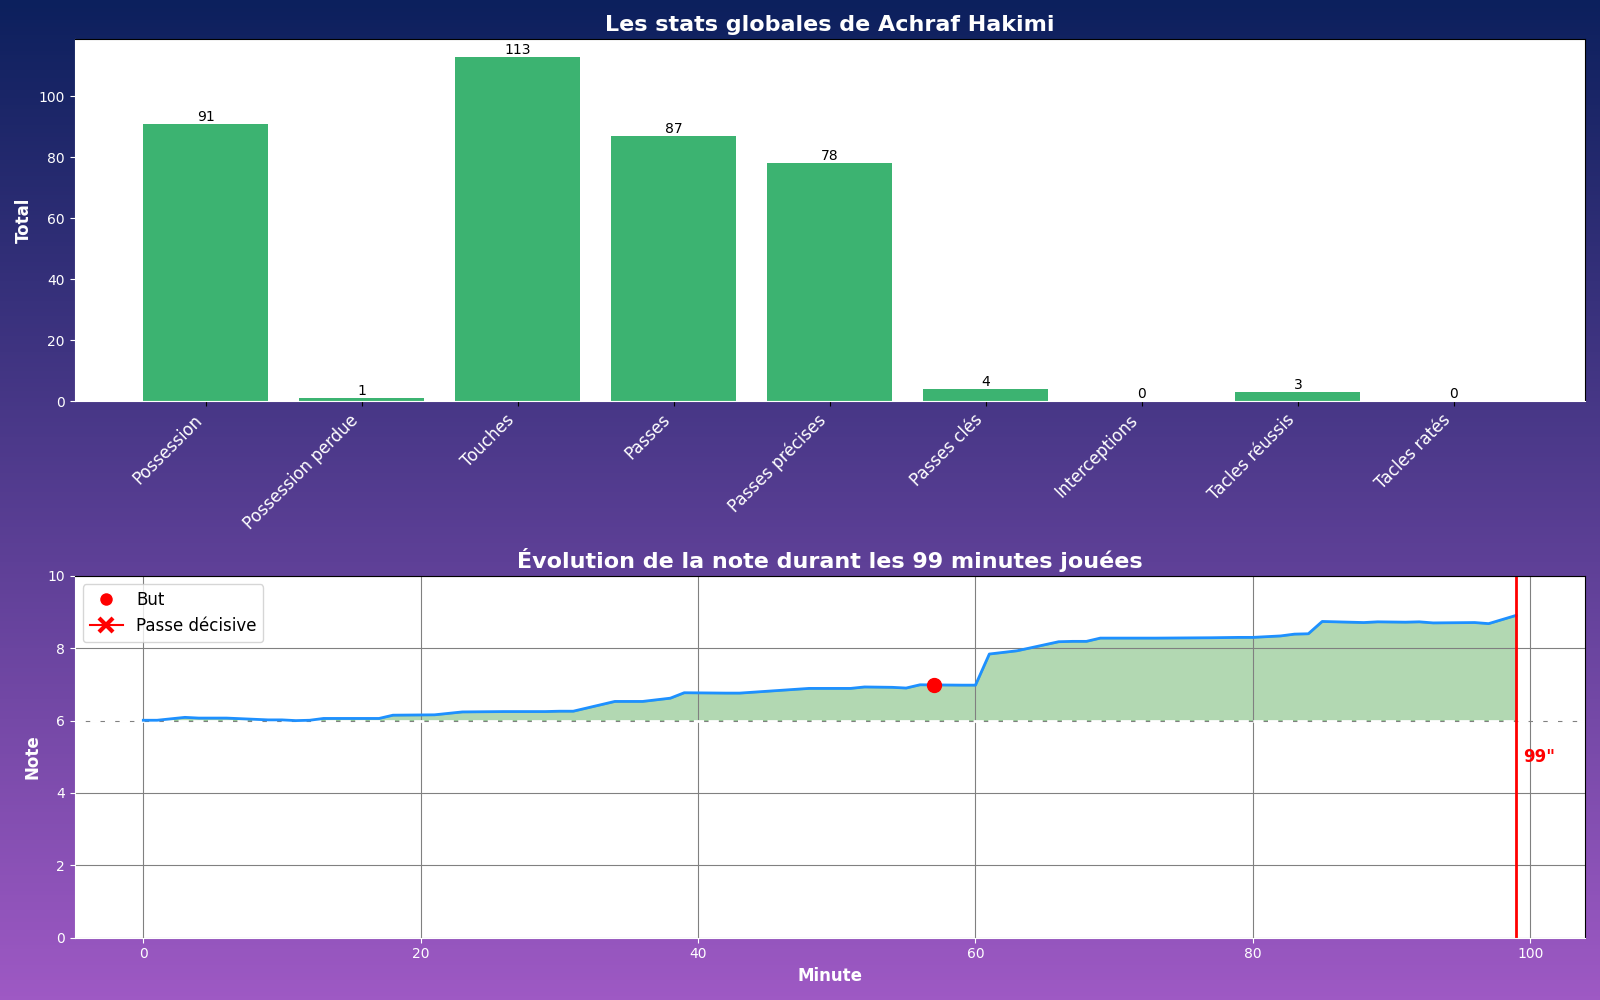 Les stats globales de Achraf Hakimi
Total
100
80
60
40
20
0
91
1
113
87
78
4
0
3
0
Possession
Possession perdue
Touches
Passes
Passes précises
Passes clés
Interceptions
Tacles réussis
Tacles ratés
Évolution de la note durant les 99 minutes jouées
But
Passe décisive
Note
10
8
6
4
2
0
99"
0
20
40
60
80
100
Minute